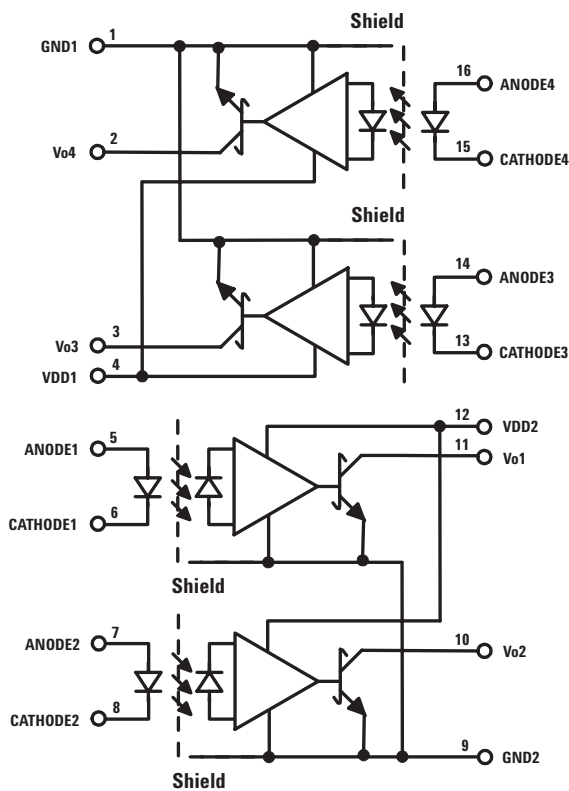 Shield
GND1 1
16 ANODE4
2 Vo4
15 CATHODE4
Shield
14 ANODE3
3 Vo3
13 CATHODE3
4 VDD1
12 VDD2
5 ANODE1
11 Vo1
6 CATHODE1
Shield
7 ANODE2
10 Vo2
8 CATHODE2
9 GND2
Shield